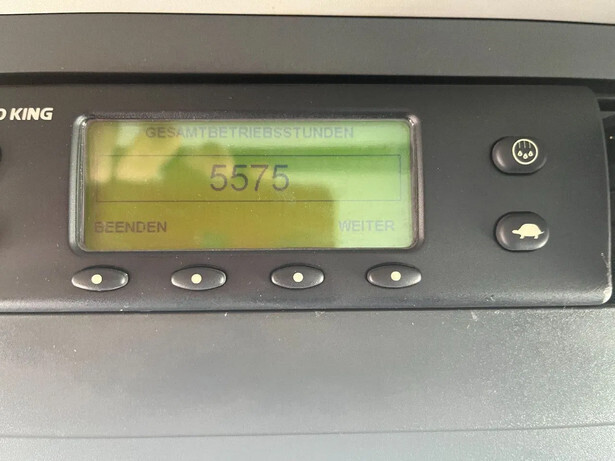 KING
GESAMTBETRIEBSSTUNDEN
5575
BEENDEN WEITER